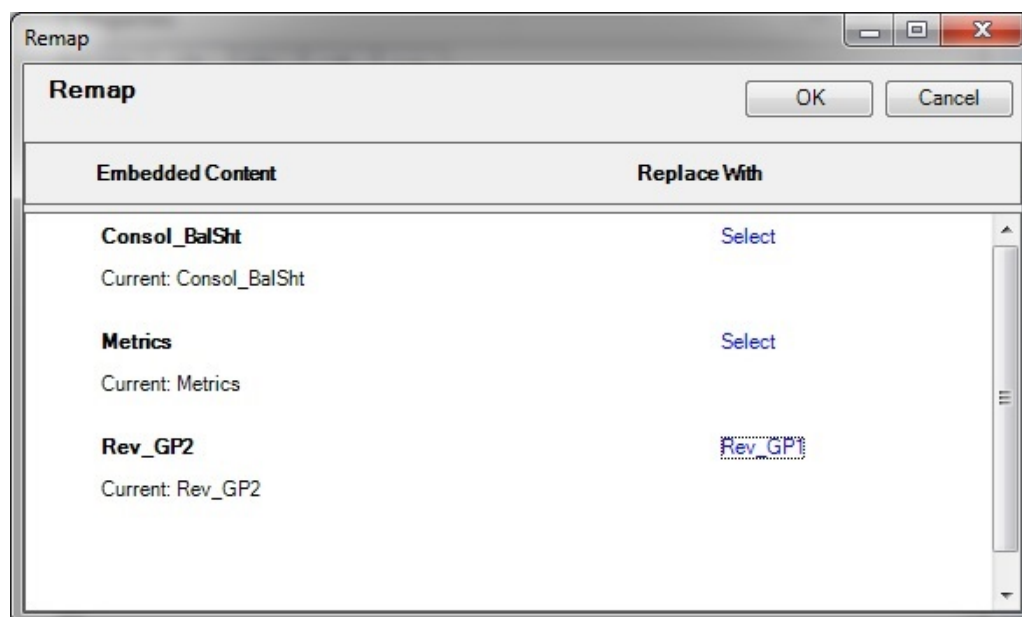 Remap
Remap
OK Cancel
Embedded Content Replace With
Consol_BalSht Select
Current: Consol_BalSht
Metrics Select
Current: Metrics
Rev_GP2 Rev_GP1
Current: Rev_GP2